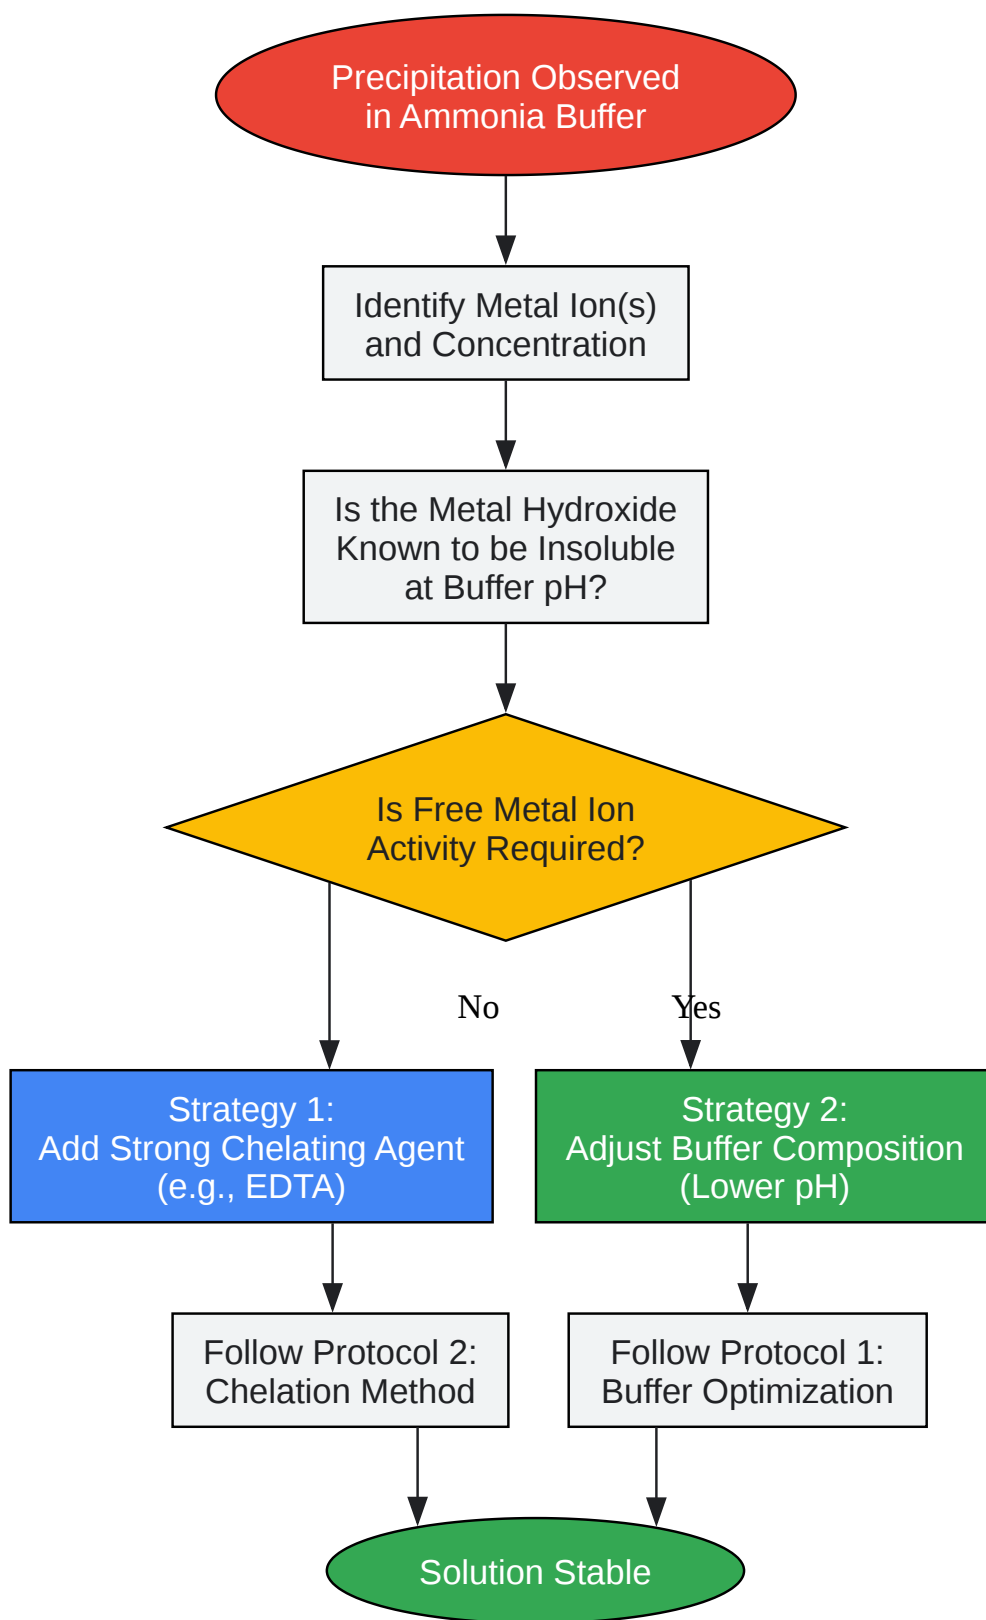 Precipitation Observed
in Ammonia Buffer
Identify Metal Ion(s)
and Concentration
Is the Metal Hydroxide
Known to be Insoluble
at Buffer pH?
Is Free Metal Ion
Activity Required?
No
Yes
Strategy 1:
Add Strong Chelating Agent
(e.g., EDTA)
Strategy 2:
Adjust Buffer Composition
(Lower pH)
Follow Protocol 2:
Chelation Method
Follow Protocol 1:
Buffer Optimization
Solution Stable